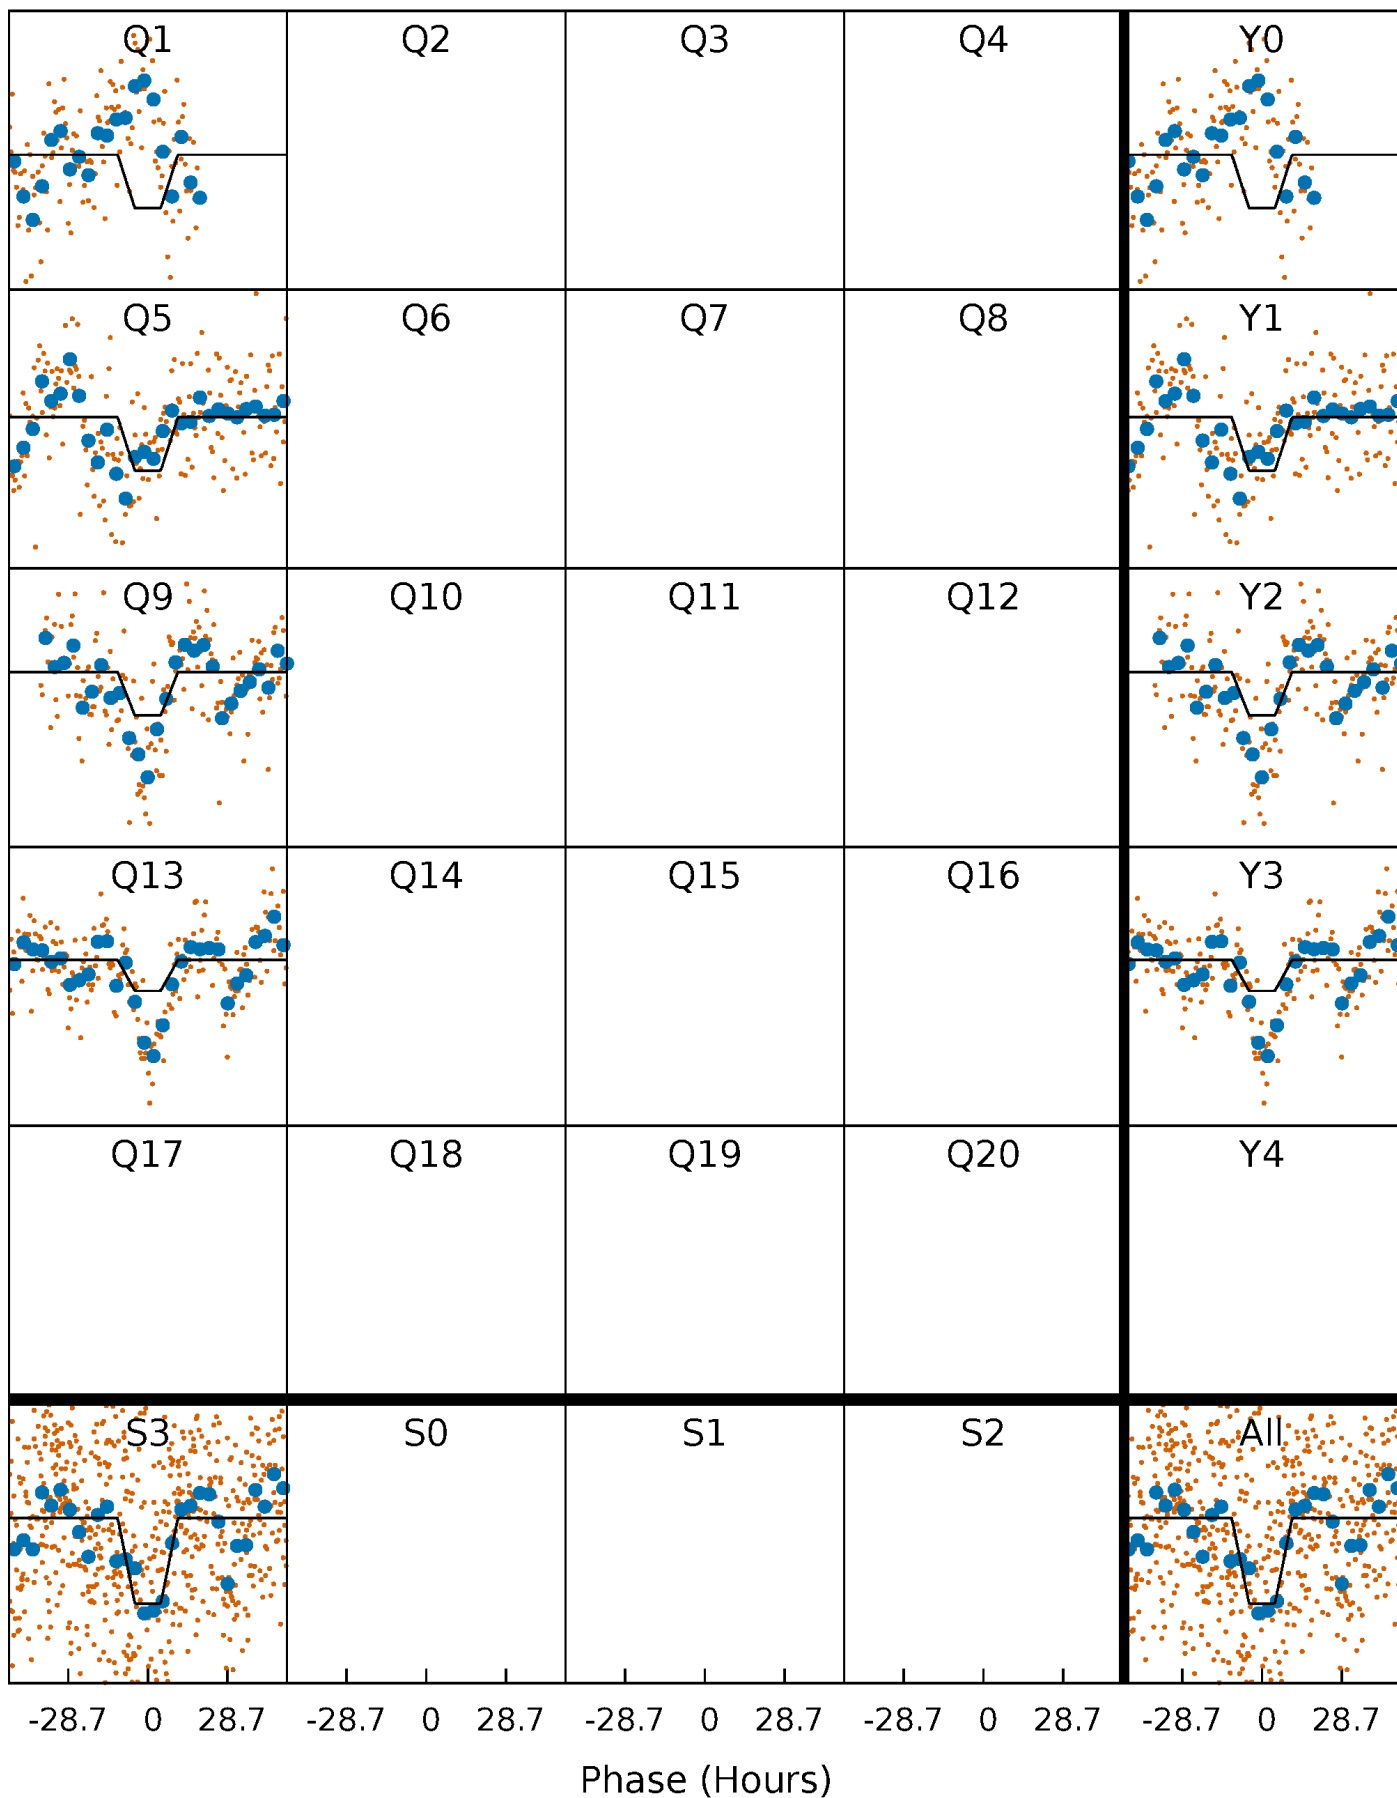 Q1 Q2 Q3 Q4 Y0
Q5 Q6 Q7 Q8 Y1
Q9 Q10 Q11 Q12 Y2
Q13 Q14 Q15 Q16 Y3
Q17 Q18 Q19 Q20 Y4
S3 S0 S1 S2 All
-28.7 0 28.7 -28.7 0 28.7 -28.7 0 28.7 -28.7 0 28.7 -28.7 0 28.7
Phase (Hours)